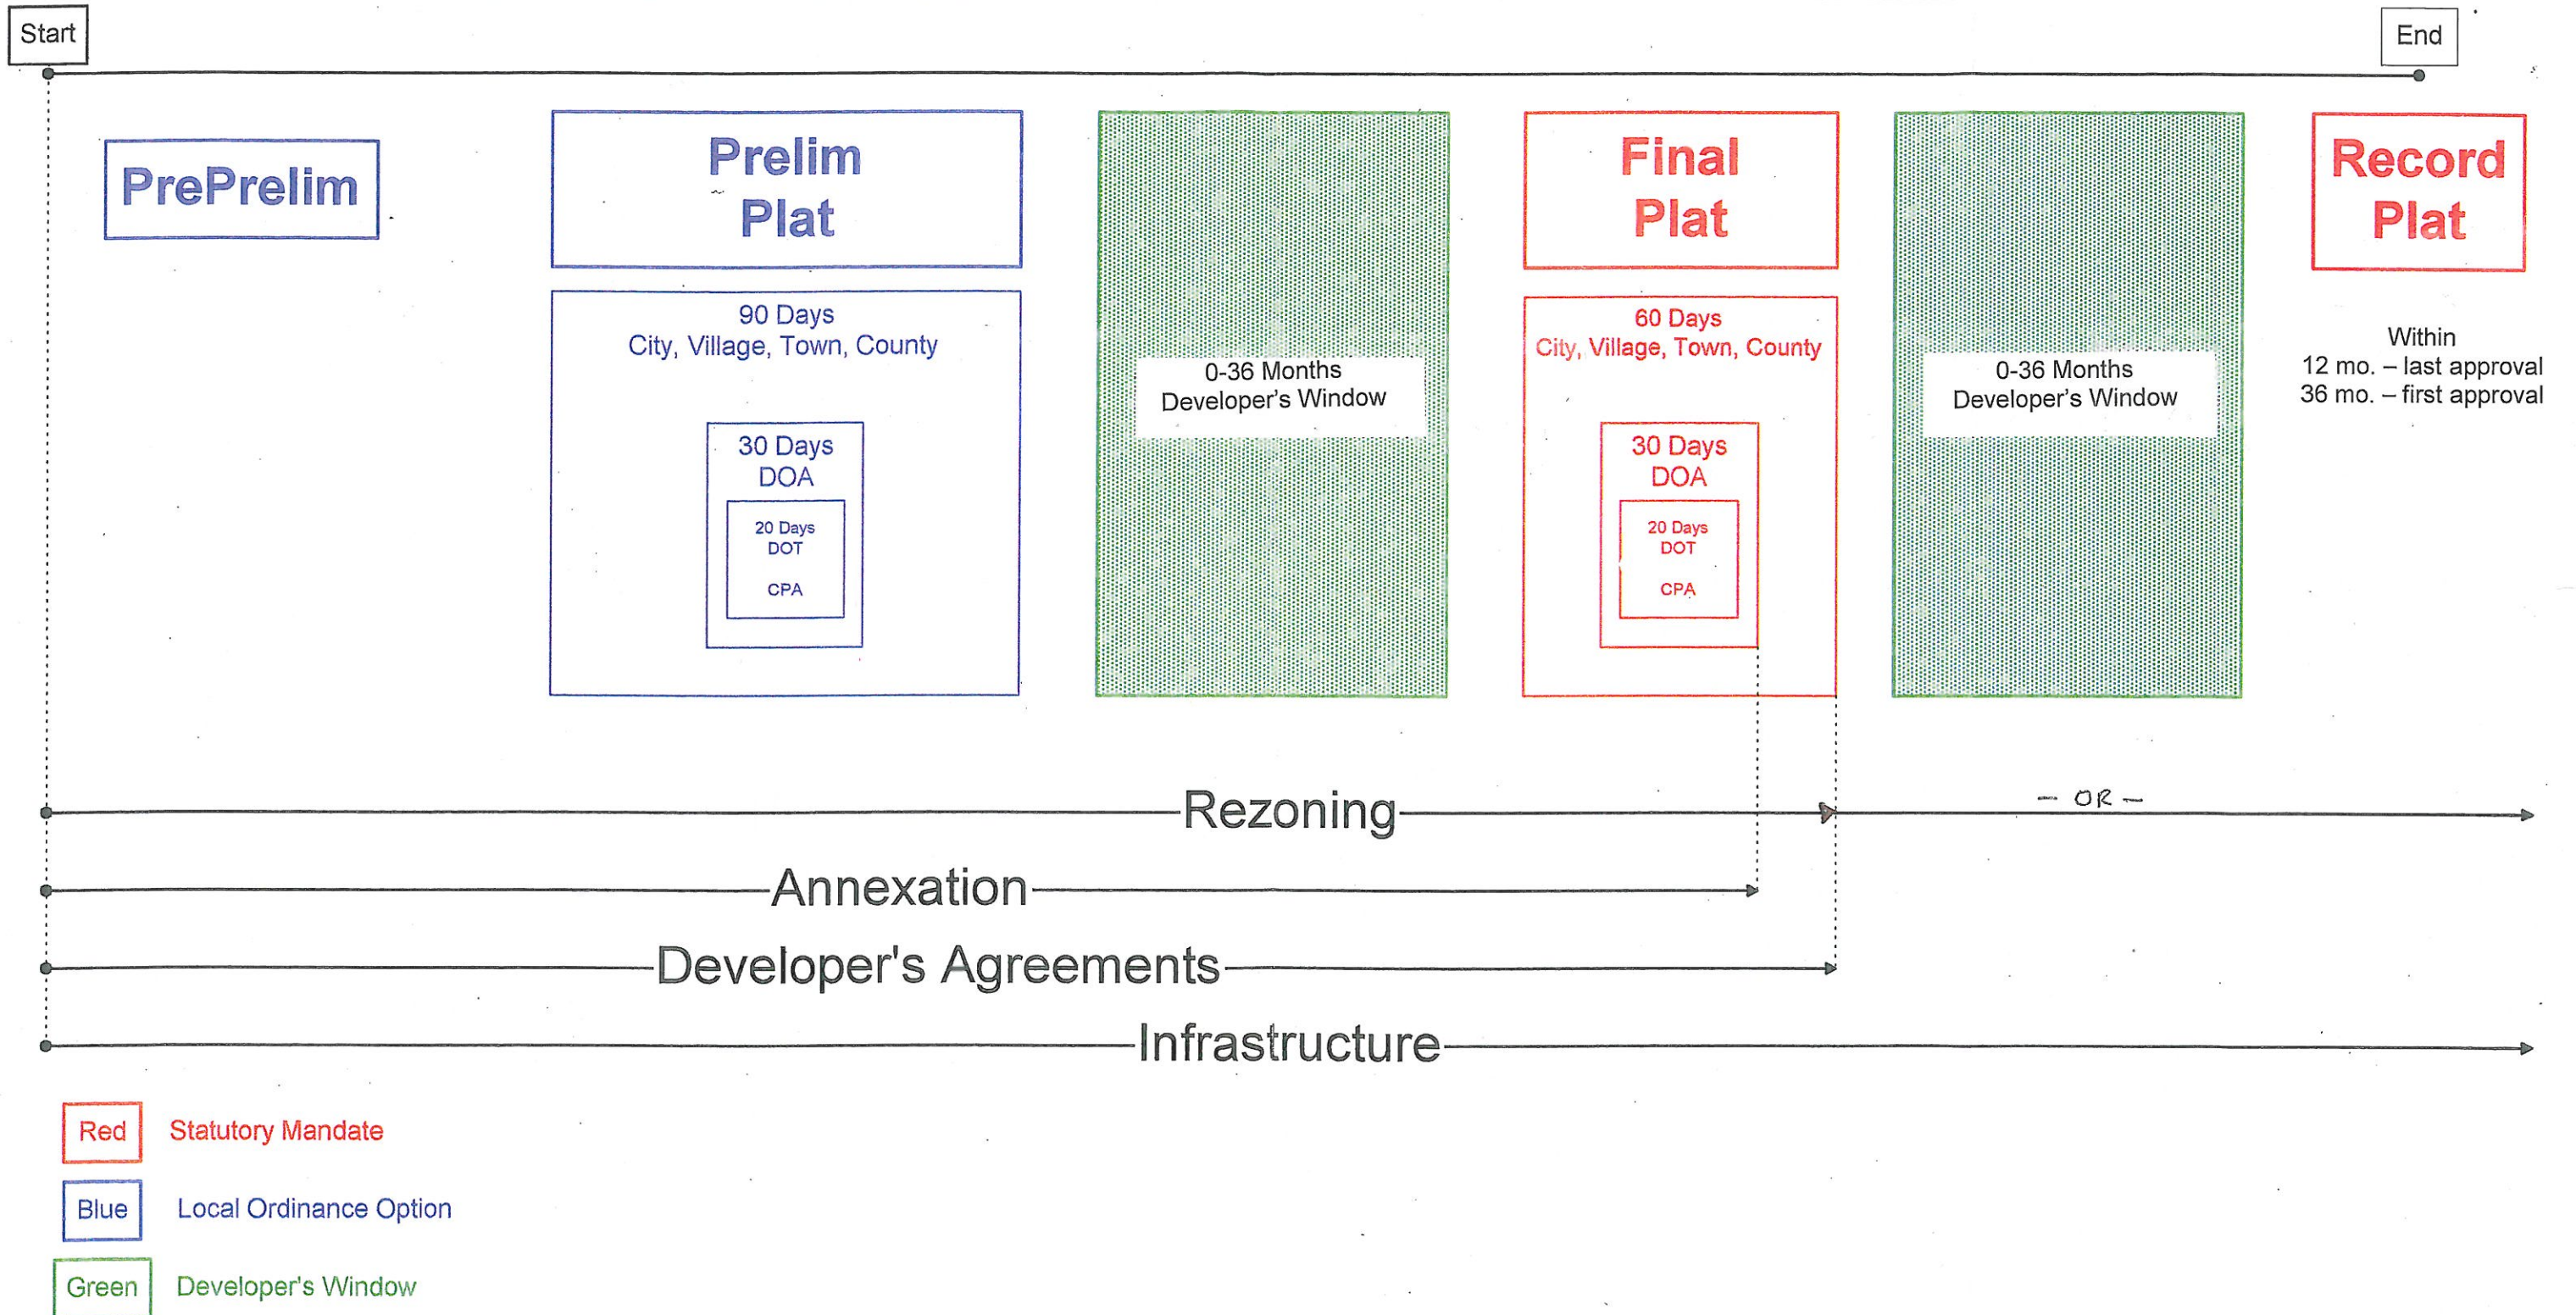 Start
End
PrePrelim
Prelim
Plat
90 Days
City, Village, Town, County
30 Days
DOA
20 Days
DOT
CPA
0-36 Months
Developer's Window
Final
Plat
60 Days
City, Village, Town, County
30 Days
DOA
20 Days
DOT
CPA
0-36 Months
Developer's Window
Record
Plat
Within
12 mo. – last approval
36 mo. – first approval
Rezoning
— OR —
Annexation
Developer's Agreements
Infrastructure
Red Statutory Mandate
Blue Local Ordinance Option
Green Developer's Window